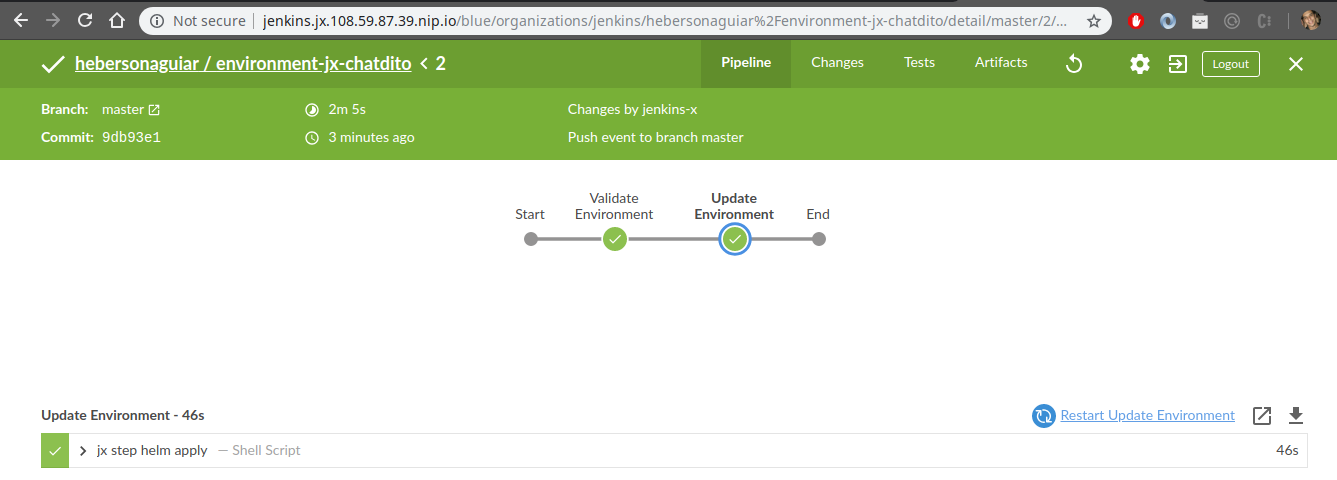 Not secure | jenkins.jx.108.59.87.39.nip.io/blue/organizations/jenkins/hebersonaguiar%2Fenvironment-jx-chatdito/detail/master/2/...
hebersonaguiar / environment-jx-chatdito < 2
Pipeline Changes Tests Artifacts Logout
Branch: master 2m 5s Changes by jenkins-x
Commit: 9db93e1 3 minutes ago Push event to branch master
Start Validate Environment Update Environment End
Update Environment - 46s Restart Update Environment
jx step helm apply — Shell Script 46s